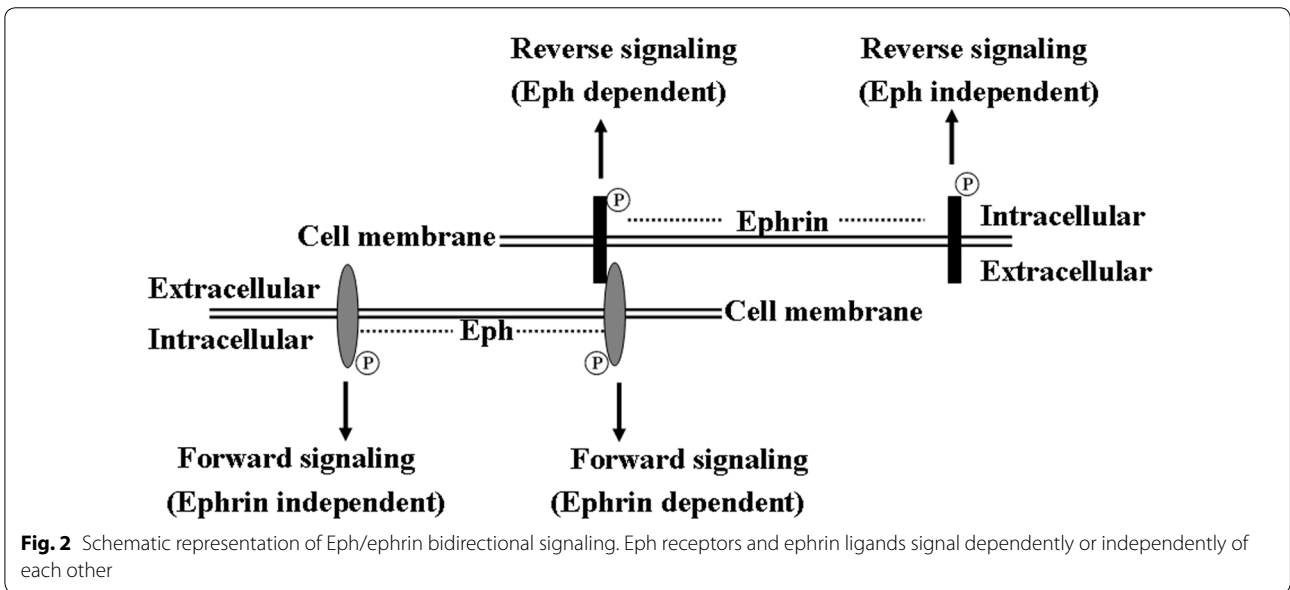 Reverse signaling
(Eph dependent)
Reverse signaling
(Eph independent)
P
P
Ephrin
Intracellular
Cell membrane
Extracellular
Extracellular
Cell membrane
Intracellular
Eph
P
P
Forward signaling
(Ephrin independent)
Forward signaling
(Ephrin dependent)
Fig. 2 Schematic representation of Eph/ephrin bidirectional signaling. Eph receptors and ephrin ligands signal dependently or independently of
each other